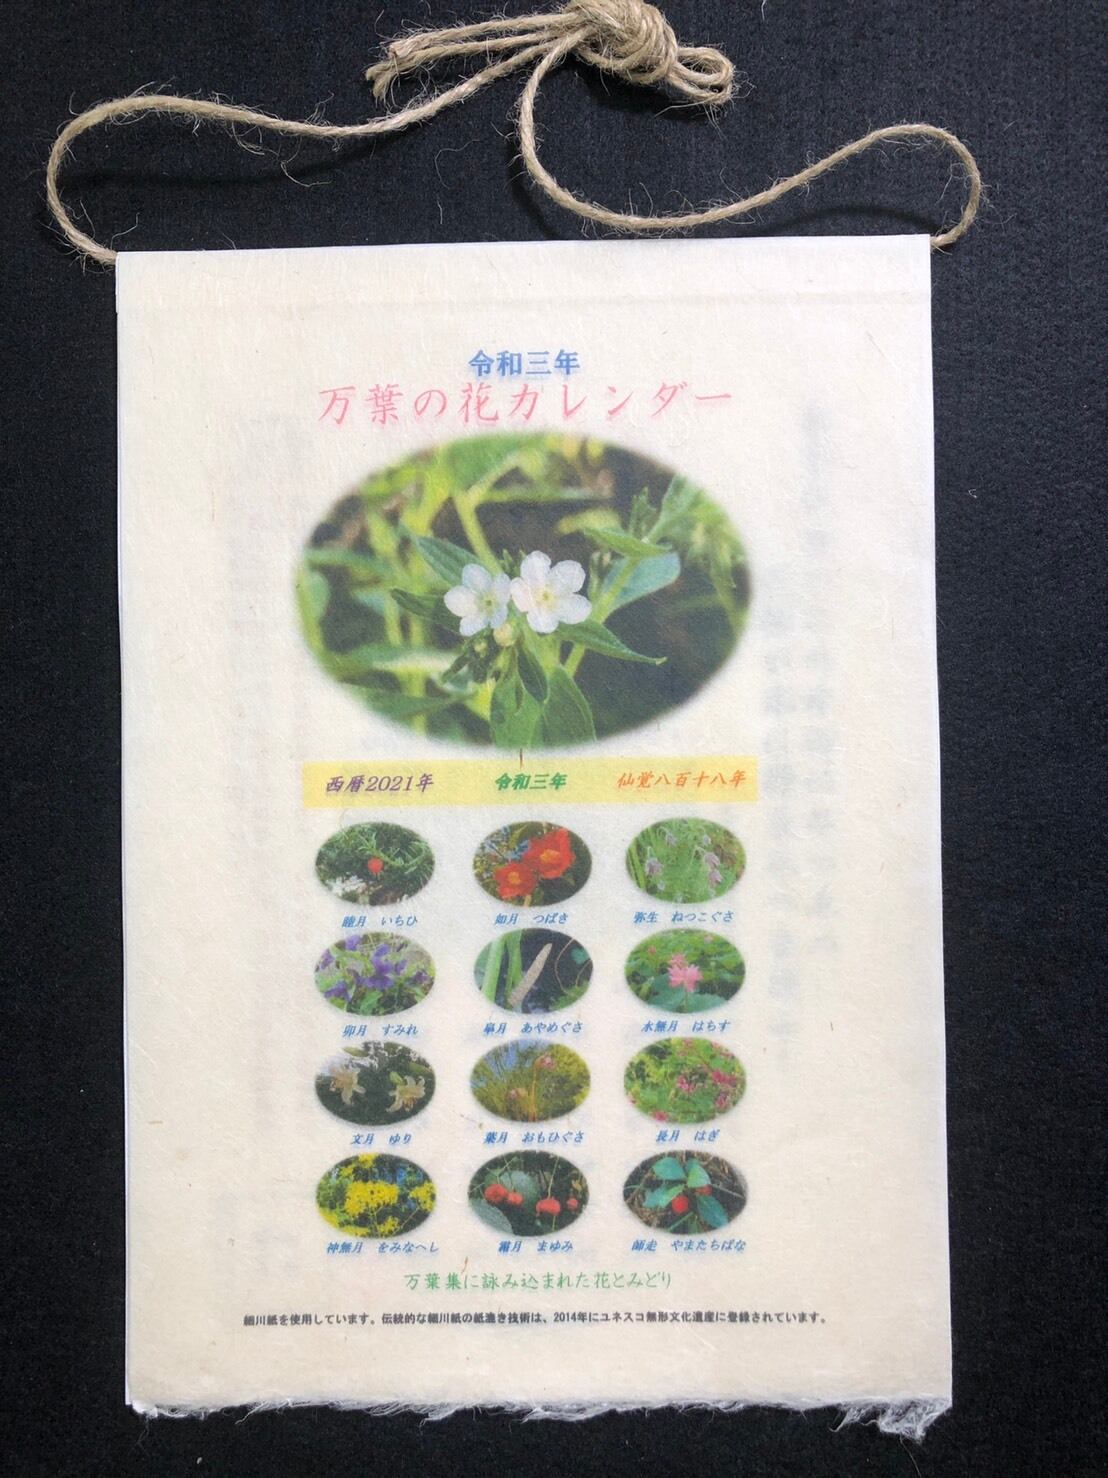 令和三年
万葉の花カレンダー
西暦2021年 令和三年 仙覚八百十八年
睦月 いちひ 如月 つばき 弥生 ねつこぐさ
卯月 すみれ 皐月 あやめぐさ 水無月 はちす
文月 ゆり 葉月 おもひぐさ 長月 はぎ
神無月 をみなへし 霜月 まゆみ 師走 やまたちばな
万葉集に詠み込まれた花とみどり
細川紙を使用しています。伝統的な細川紙の紙漉き技術は、2014年にユネスコ無形文化遺産に登録されています。